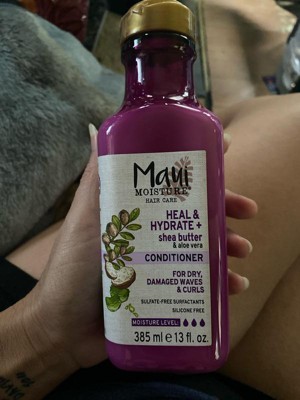 Maui
MOISTURE
HAIR CARE
HEAL &
HYDRATE +
shea butter
& aloe vera
CONDITIONER
FOR DRY,
DAMAGED WAVES
& CURLS
SULFATE-FREE SURFACTANTS
SILICONE FREE
MOISTURE LEVEL:
385 ml e 13 fl. oz.